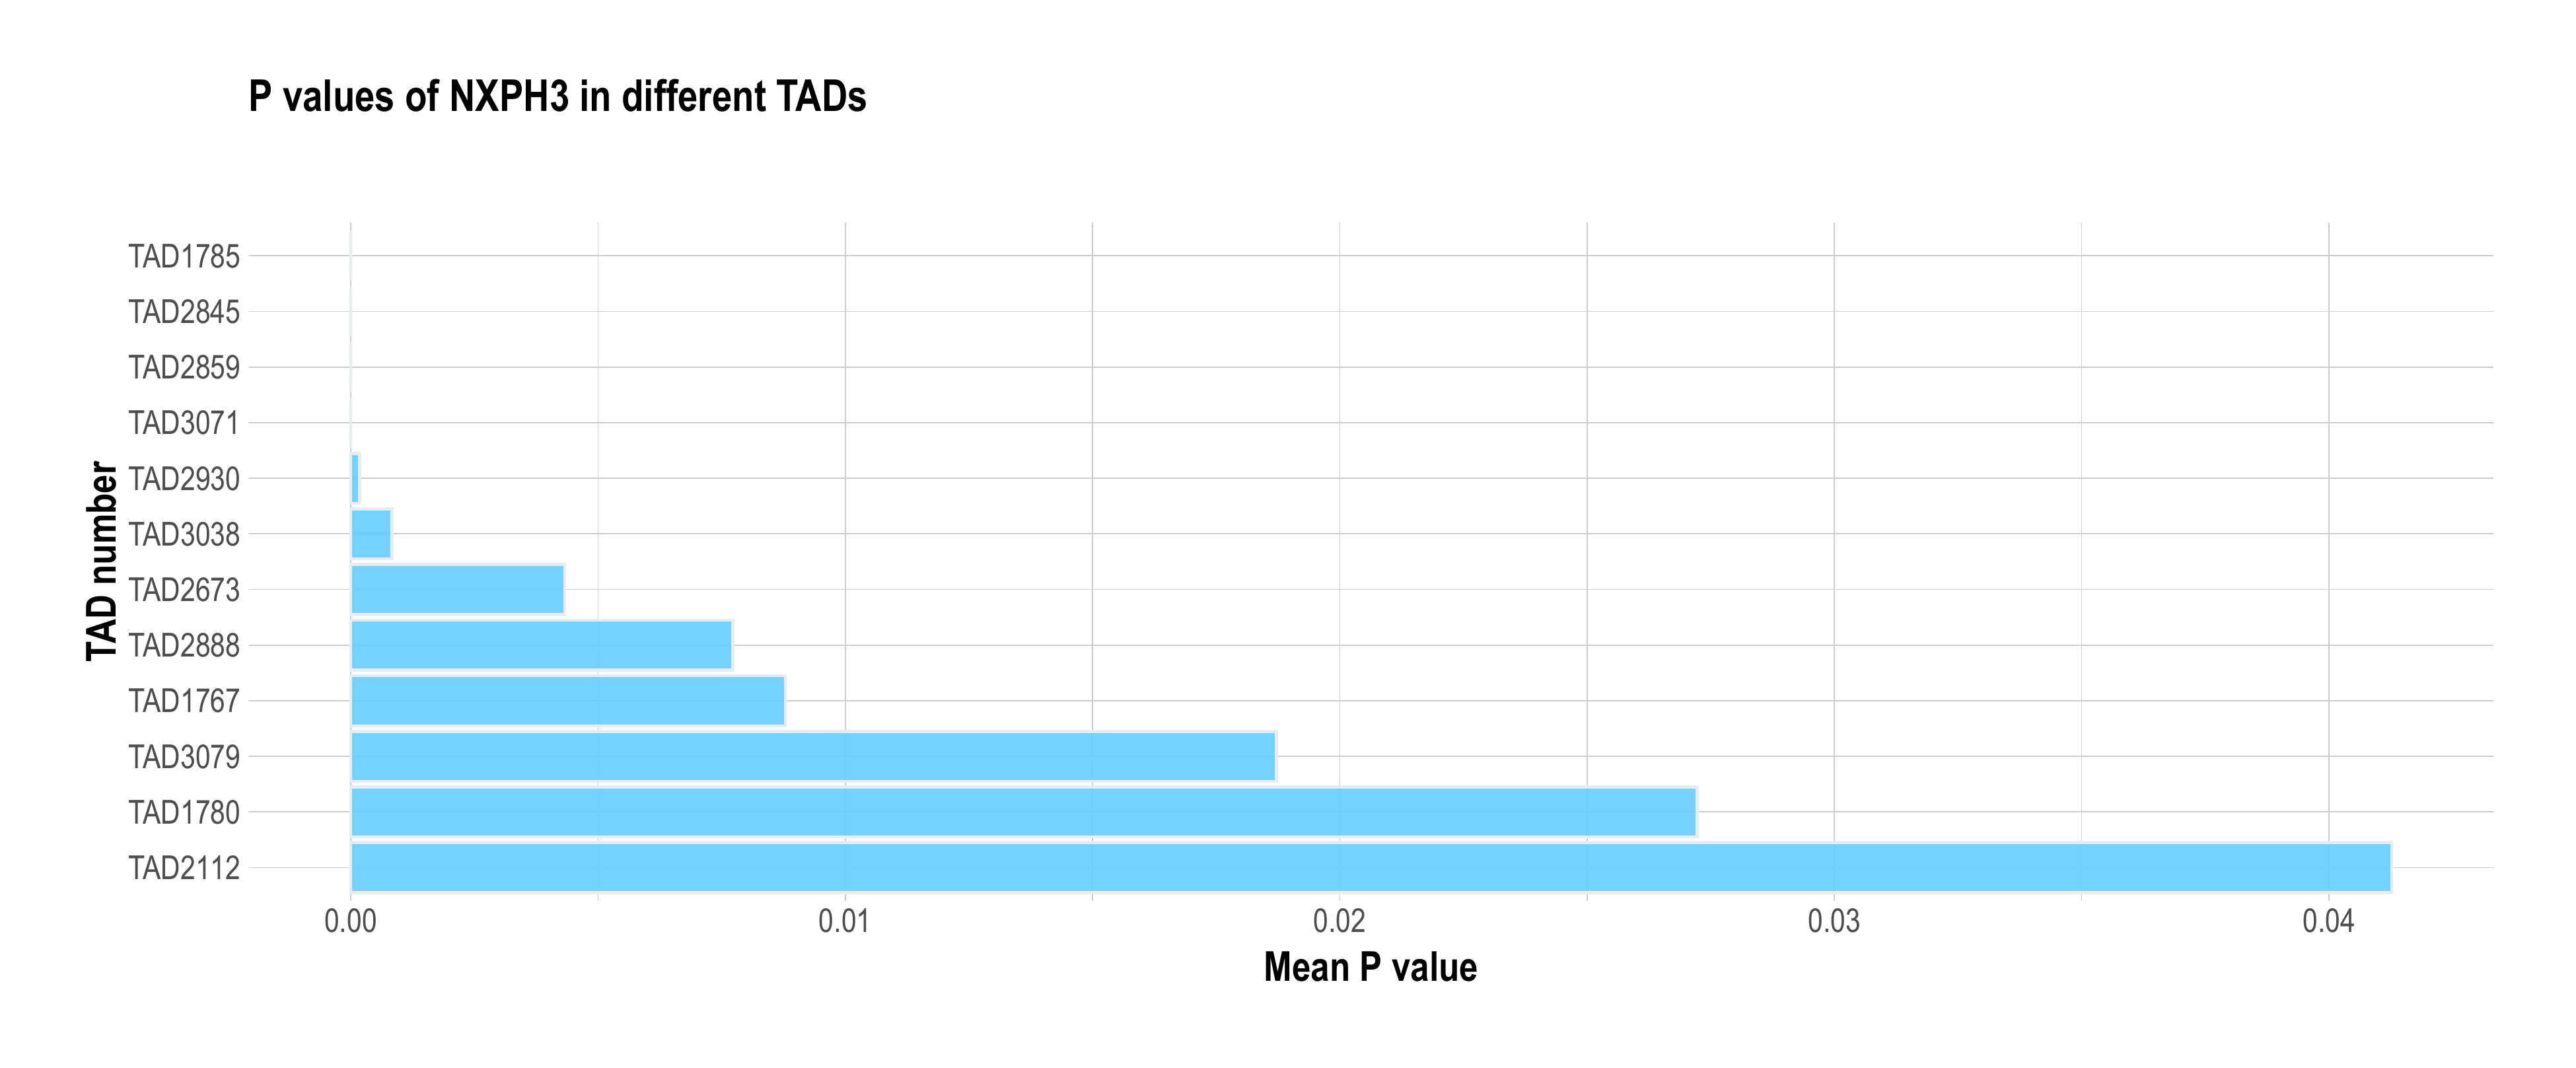 P values of NXPH3 in different TADs
TAD number
TAD1785
TAD2845
TAD2859
TAD3071
TAD2930
TAD3038
TAD2673
TAD2888
TAD1767
TAD3079
TAD1780
TAD2112
0.00 0.01 0.02 0.03 0.04
Mean P value